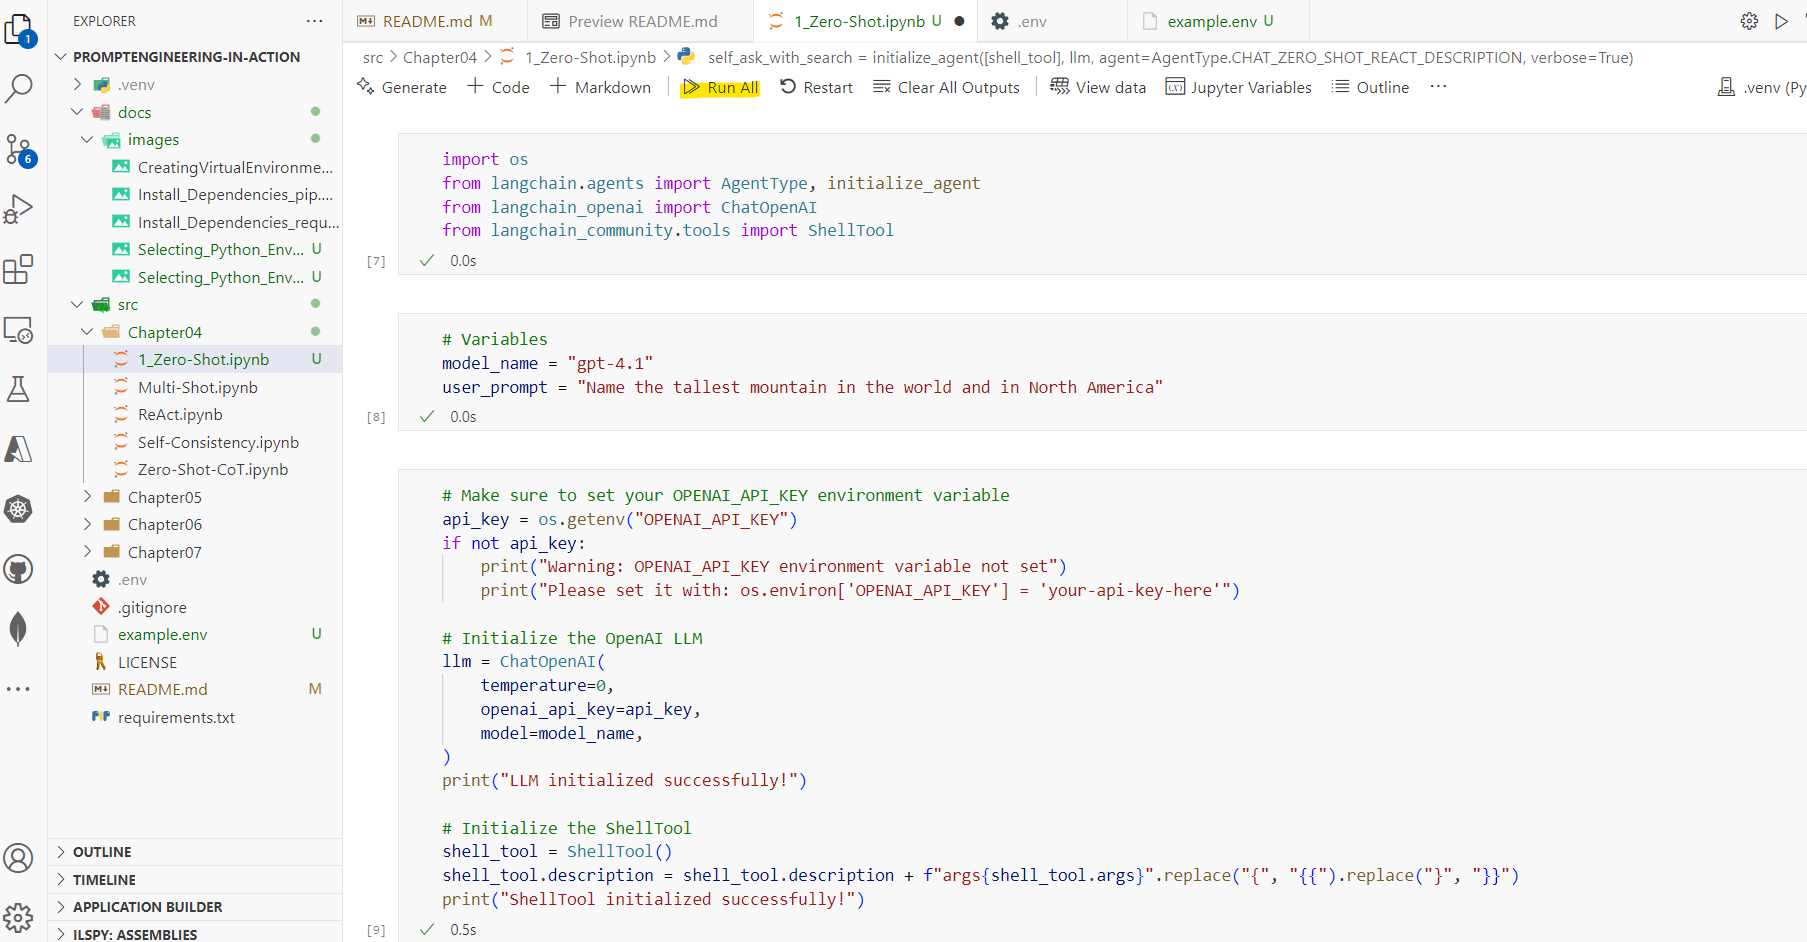 EXPLORER
README.md M
Preview README.md
1_Zero-Shot.ipynb U
.env
example.env U
src > Chapter04 > 1_Zero-Shot.ipynb > self_ask_with_search = initialize_agent([shell_tool], llm, agent=AgentType.CHAT_ZERO_SHOT_REACT_DESCRIPTION, verbose=True)
Generate
Code
Markdown
Run All
Restart
Clear All Outputs
View data
Jupyter Variables
Outline
.venv (Py
1
6
PROMPTENGINEERING-IN-ACTION
.venv
docs
images
CreatingVirtualEnvironme...
Install_Dependencies_pip....
Install_Dependencies_requ...
Selecting_Python_Env... U
Selecting_Python_Env... U
src
Chapter04
1_Zero-Shot.ipynb U
Multi-Shot.ipynb
ReAct.ipynb
Self-Consistency.ipynb
Zero-Shot-CoT.ipynb
Chapter05
Chapter06
Chapter07
.env
.gitignore
example.env U
LICENSE
README.md M
requirements.txt
OUTLINE
TIMELINE
APPLICATION BUILDER
ILSPY: ASSEMBLIES
import os
from langchain.agents import AgentType, initialize_agent
from langchain_openai import ChatOpenAI
from langchain_community.tools import ShellTool
[7] 0.0s
# Variables
model_name = "gpt-4.1"
user_prompt = "Name the tallest mountain in the world and in North America"
[8] 0.0s
# Make sure to set your OPENAI_API_KEY environment variable
api_key = os.getenv("OPENAI_API_KEY")
if not api_key:
    print("Warning: OPENAI_API_KEY environment variable not set")
    print("Please set it with: os.environ['OPENAI_API_KEY'] = 'your-api-key-here'")
# Initialize the OpenAI LLM
llm = ChatOpenAI(
    temperature=0,
    openai_api_key=api_key,
    model=model_name,
)
print("LLM initialized successfully!")
# Initialize the ShellTool
shell_tool = ShellTool()
shell_tool.description = shell_tool.description + f"args{shell_tool.args}".replace("{", "{{").replace("}", "}}")
print("ShellTool initialized successfully!")
[9] 0.5s